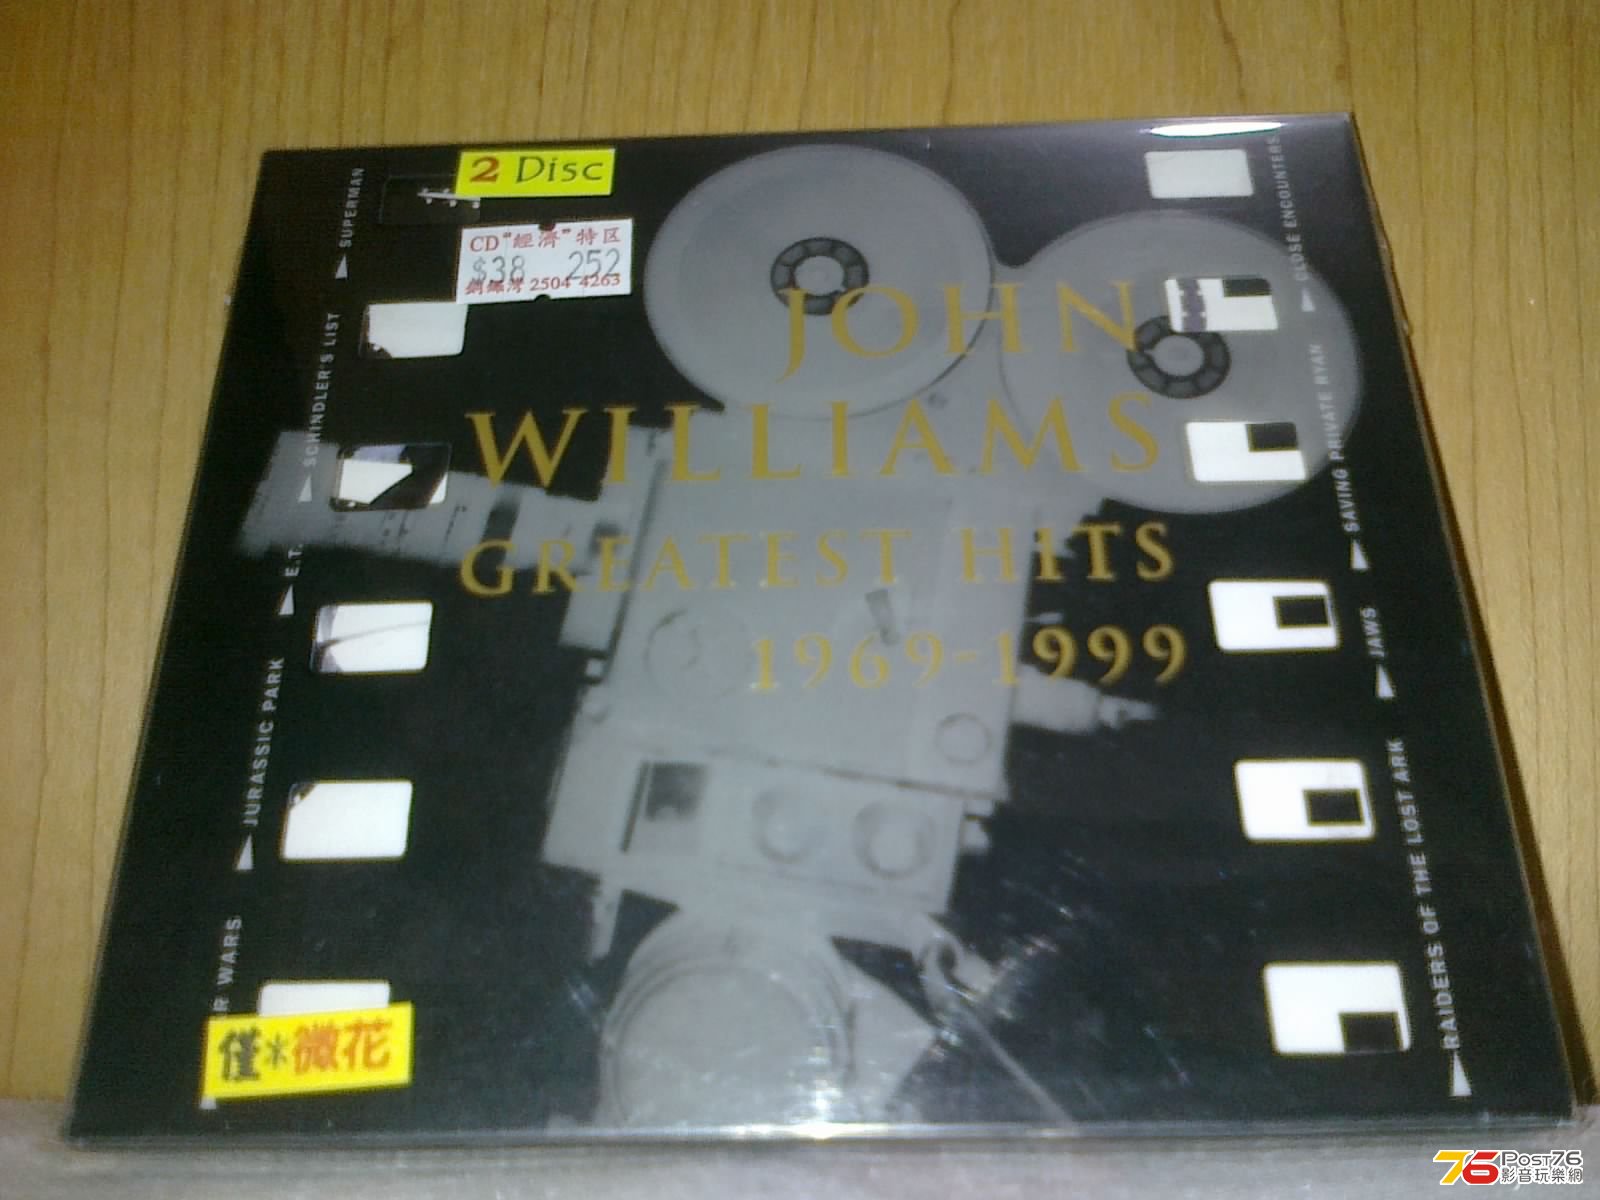 2 Disc
CD "經濟" 特区
$38 252
銅鑼灣 2504 4263
JOHN
WILLIAMS
GREATEST HITS
1969-1999
SUPERMAN
SCHINDLER'S LIST
E.T.
JURASSIC PARK
R WARS
CLOSE ENCOUNTERS
SAVING PRIVATE RYAN
JAWS
RAIDERS OF THE LOST ARK
僅*微花
76 Post76
影音玩樂網